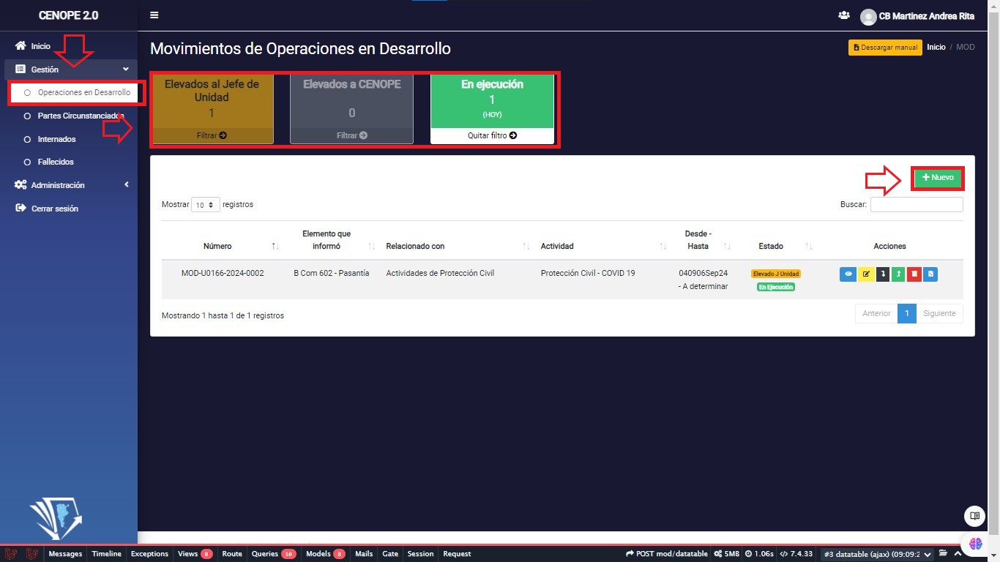 CENOPE 2.0
CB Martinez Andrea Rita
Inicio
Gestión
Operaciones en Desarrollo
Partes Circunstanciados
Internados
Fallecidos
Administración
Cerrar sesión
Movimientos de Operaciones en Desarrollo
Descargar manual
Inicio / MOD
Elevados al Jefe de
Unidad
1
Filtrar
Elevados a CENOPE
0
Filtrar
En ejecución
1
(HOY)
Quitar filtro
+ Nuevo
Mostrar 10 registros
Buscar:
Número
Elemento que
informó
Relacionado con
Actividad
Desde -
Hasta
Estado
Acciones
MOD-U0166-2024-0002
B Com 602 - Pasantía
Actividades de Protección Civil
Protección Civil - COVID 19
040906Sep24
- A determinar
Elevado J Unidad
En Ejecución
Mostrando 1 hasta 1 de 1 registros
Anterior 1 Siguiente
Messages Timeline Exceptions Views 8 Route Queries 10 Models 8 Mails Gate Session Request POST mod/datatable 5MB 1.06s 7.4.33 #3 datatable (ajax) (09:09:2